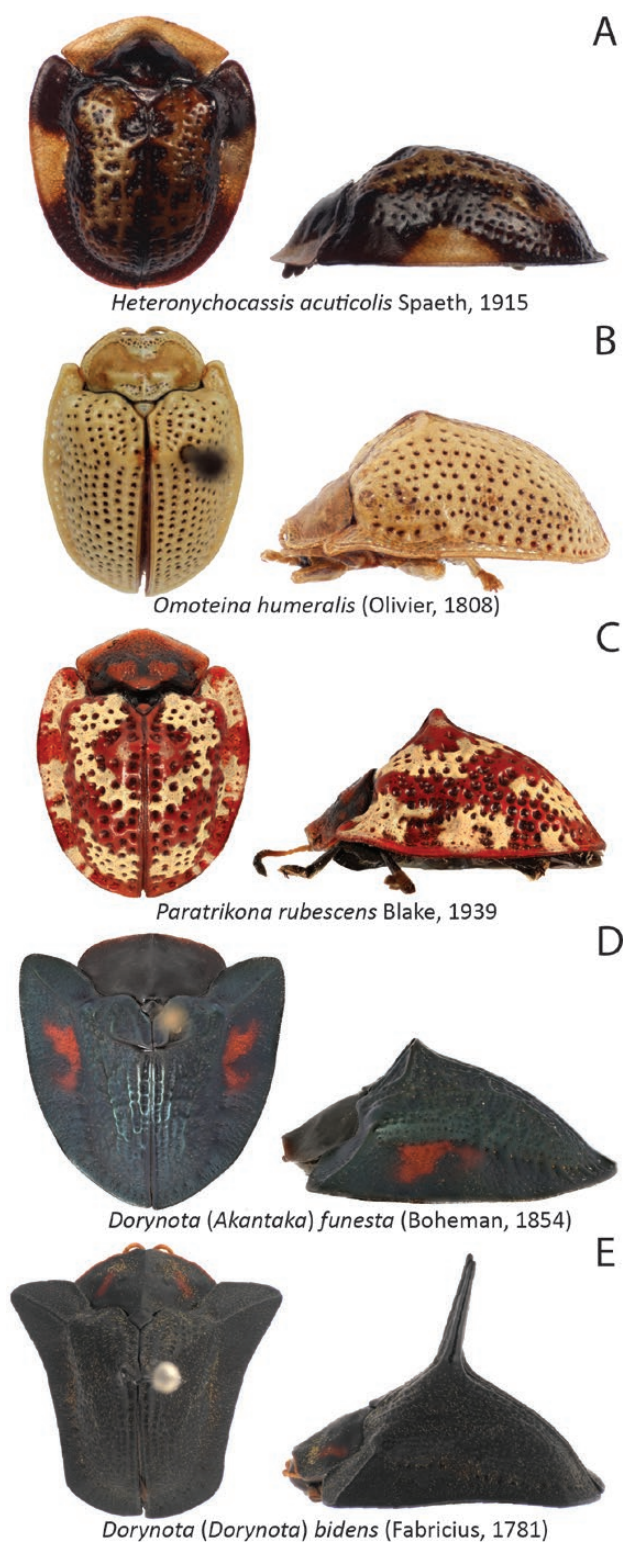 A
Heteronychocassis acuticolis Spaeth, 1915
B
Omoteina humeralis (Olivier, 1808)
C
Paratrikona rubescens Blake, 1939
D
Dorynota (Akantaka) funesta (Boheman, 1854)
E
Dorynota (Dorynota) bidens (Fabricius, 1781)